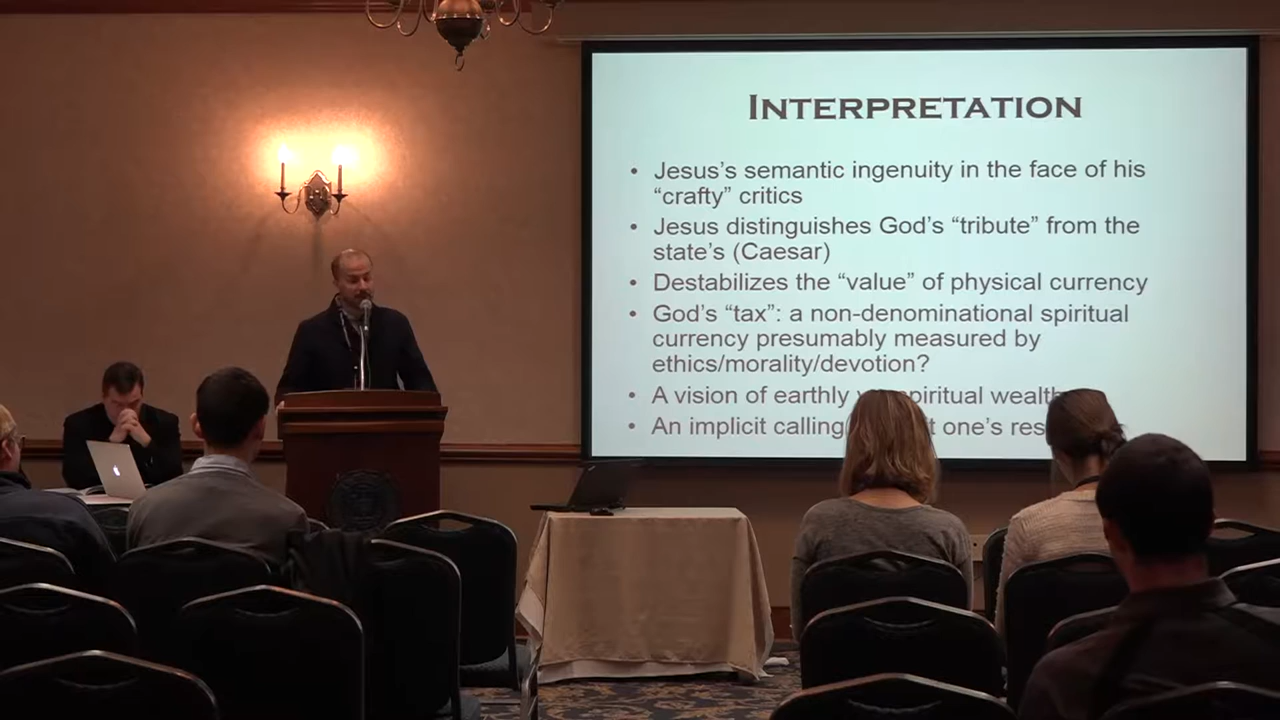 INTERPRETATION
• Jesus's semantic ingenuity in the face of his
"crafty" critics
• Jesus distinguishes God's "tribute" from the
state's (Caesar)
• Destabilizes the "value" of physical currency
• God's "tax": a non-denominational spiritual
currency presumably measured by
ethics/morality/devotion?
• A vision of earthly spiritual wealth
• An implicit calling one's